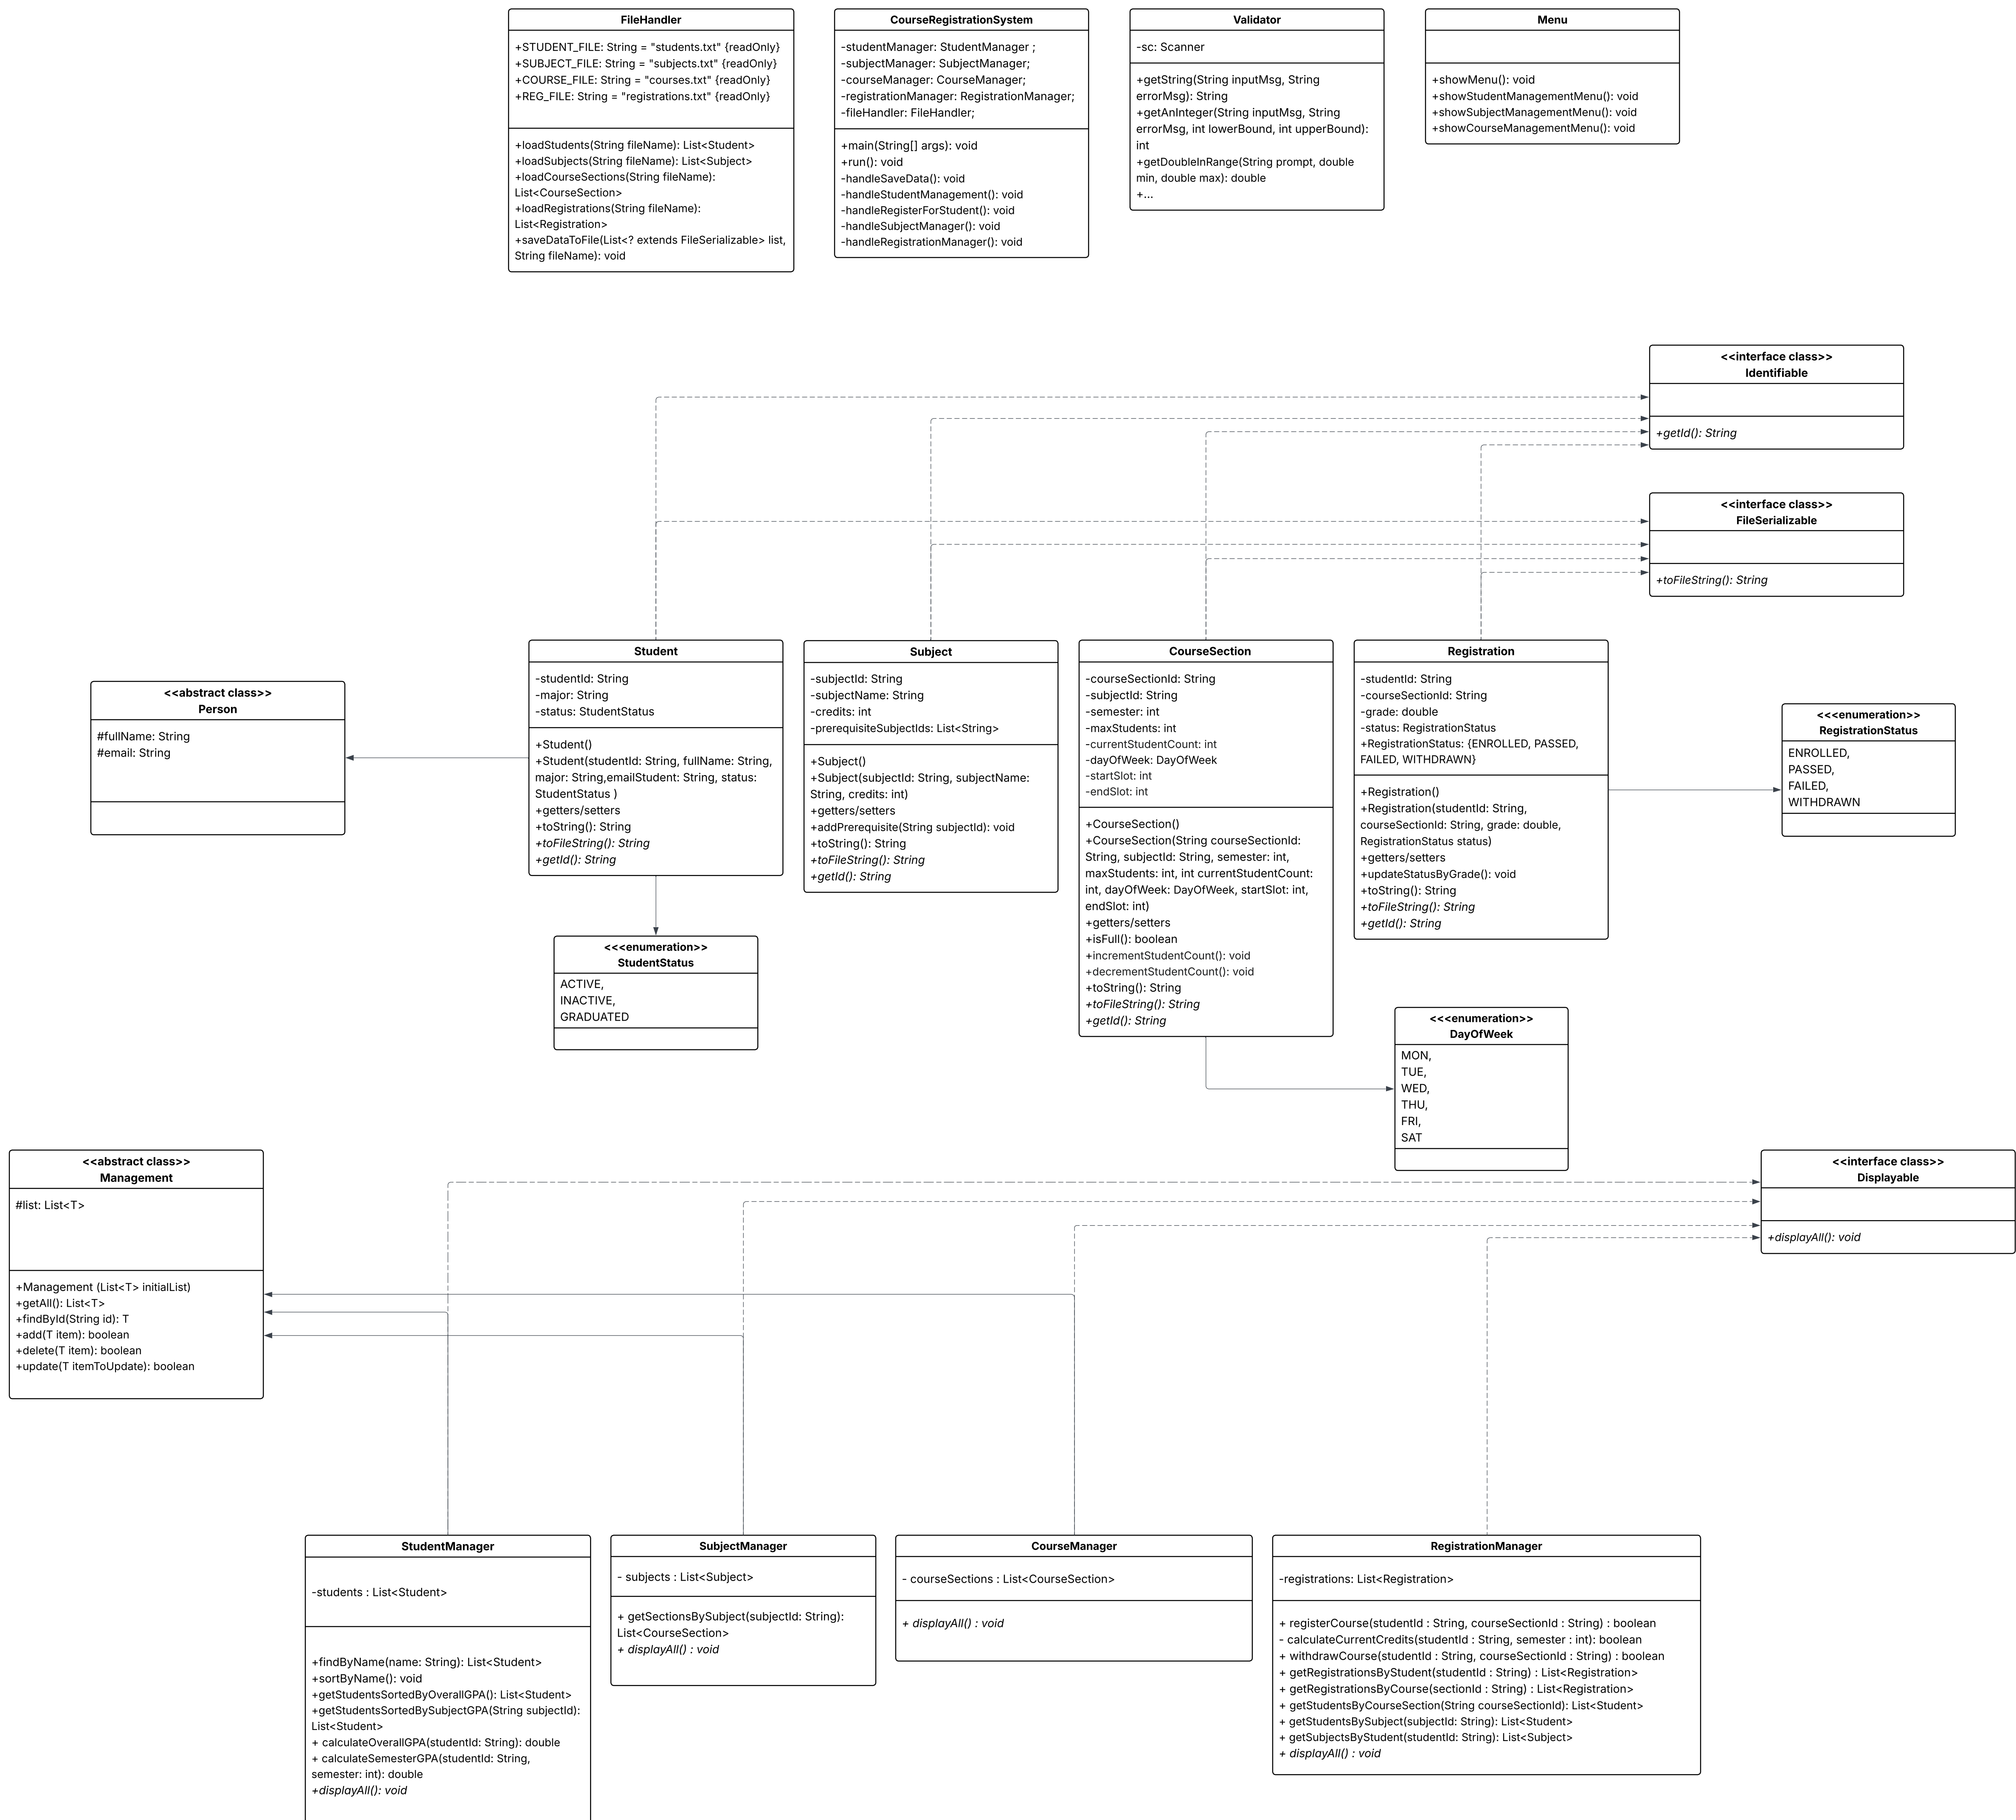 FileHandler
+STUDENT_FILE: String = "students.txt" {readOnly}
+SUBJECT_FILE: String = "subjects.txt" {readOnly}
+COURSE_FILE: String = "courses.txt" {readOnly}
+REG_FILE: String = "registrations.txt" {readOnly}
+loadStudents(String fileName): List<Student>
+loadSubjects(String fileName): List<Subject>
+loadCourseSections(String fileName):
List<CourseSection>
+loadRegistrations(String fileName):
List<Registration>
+saveDataToFile(List<? extends FileSerializable> list,
String fileName): void
CourseRegistrationSystem
-studentManager: StudentManager ;
-subjectManager: SubjectManager;
-courseManager: CourseManager;
-registrationManager: RegistrationManager;
-fileHandler: FileHandler;
+main(String[] args): void
+run(): void
-handleSaveData(): void
-handleStudentManagement(): void
-handleRegisterForStudent(): void
-handleSubjectManager(): void
-handleRegistrationManager(): void
Validator
-sc: Scanner
+getString(String inputMsg, String
errorMsg): String
+getAnInteger(String inputMsg, String
errorMsg, int lowerBound, int upperBound):
int
+getDoubleInRange(String prompt, double
min, double max): double
+...
Menu
+showMenu(): void
+showStudentManagementMenu(): void
+showSubjectManagementMenu(): void
+showCourseManagementMenu(): void
<<interface class>>
Identifiable
+getId(): String
<<interface class>>
FileSerializable
+toFileString(): String
<<abstract class>>
Person
#fullName: String
#email: String
Student
-studentId: String
-major: String
-status: StudentStatus
+Student()
+Student(studentId: String, fullName: String,
major: String,emailStudent: String, status:
StudentStatus )
+getters/setters
+toString(): String
+toFileString(): String
+getId(): String
Subject
-subjectId: String
-subjectName: String
-credits: int
-prerequisiteSubjectIds: List<String>
+Subject()
+Subject(subjectId: String, subjectName:
String, credits: int)
+getters/setters
+addPrerequisite(String subjectId): void
+toString(): String
+toFileString(): String
+getId(): String
CourseSection
-courseSectionId: String
-subjectId: String
-semester: int
-maxStudents: int
-currentStudentCount: int
-dayOfWeek: DayOfWeek
-startSlot: int
-endSlot: int
+CourseSection()
+CourseSection(String courseSectionId:
String, subjectId: String, semester: int,
maxStudents: int, int currentStudentCount:
int, dayOfWeek: DayOfWeek, startSlot: int,
endSlot: int)
+getters/setters
+isFull(): boolean
+incrementStudentCount(): void
+decrementStudentCount(): void
+toString(): String
+toFileString(): String
+getId(): String
Registration
-studentId: String
-courseSectionId: String
-grade: double
-status: RegistrationStatus
+RegistrationStatus: {ENROLLED, PASSED,
FAILED, WITHDRAWN}
+Registration()
+Registration(studentId: String,
courseSectionId: String, grade: double,
RegistrationStatus status)
+getters/setters
+updateStatusByGrade(): void
+toString(): String
+toFileString(): String
+getId(): String
<<<enumeration>>
RegistrationStatus
ENROLLED,
PASSED,
FAILED,
WITHDRAWN
<<<enumeration>>
StudentStatus
ACTIVE,
INACTIVE,
GRADUATED
<<<enumeration>>
DayOfWeek
MON,
TUE,
WED,
THU,
FRI,
SAT
<<abstract class>>
Management
#list: List<T>
+Management (List<T> initialList)
+getAll(): List<T>
+findById(String id): T
+add(T item): boolean
+delete(T item): boolean
+update(T itemToUpdate): boolean
<<interface class>>
Displayable
+displayAll(): void
StudentManager
-students : List<Student>
+findByName(name: String): List<Student>
+sortByName(): void
+getStudentsSortedByOverallGPA(): List<Student>
+getStudentsSortedBySubjectGPA(String subjectId):
List<Student>
+ calculateOverallGPA(studentId: String): double
+ calculateSemesterGPA(studentId: String,
semester: int): double
+displayAll(): void
SubjectManager
- subjects : List<Subject>
+ getSectionsBySubject(subjectId: String):
List<CourseSection>
+ displayAll() : void
CourseManager
- courseSections : List<CourseSection>
+ displayAll() : void
RegistrationManager
-registrations: List<Registration>
+ registerCourse(studentId : String, courseSectionId : String) : boolean
- calculateCurrentCredits(studentId : String, semester : int): boolean
+ withdrawCourse(studentId : String, courseSectionId : String) : boolean
+ getRegistrationsByStudent(studentId : String) : List<Registration>
+ getRegistrationsByCourse(sectionId : String) : List<Registration>
+ getStudentsByCourseSection(String courseSectionId): List<Student>
+ getStudentsBySubject(subjectId: String): List<Student>
+ getSubjectsByStudent(studentId: String): List<Subject>
+ displayAll() : void